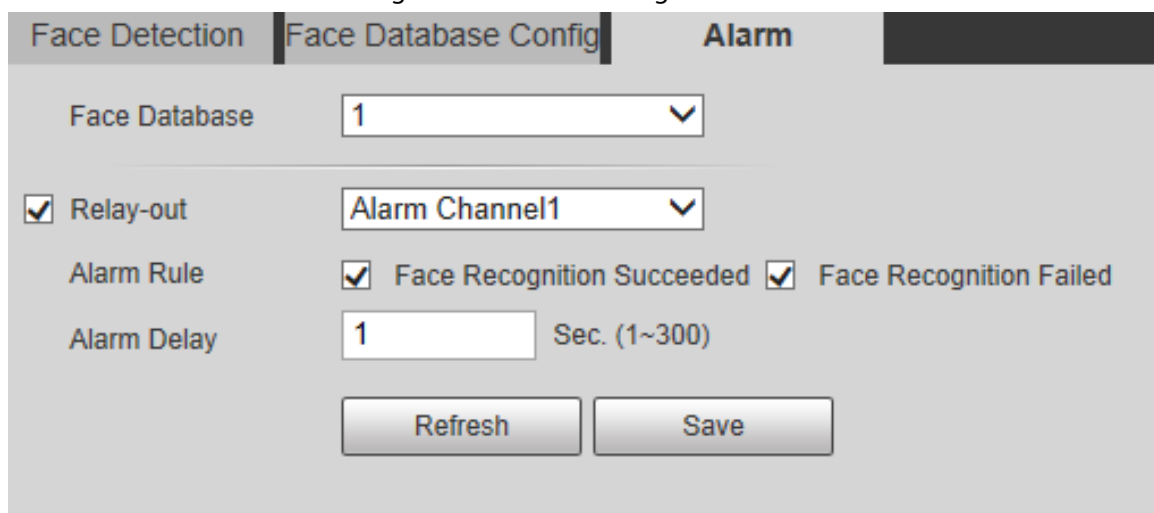 Face Detection Face Database Config Alarm
Face Database 1
Relay-out Alarm Channel1
Alarm Rule Face Recognition Succeeded Face Recognition Failed
Alarm Delay 1 Sec. (1~300)
Refresh Save